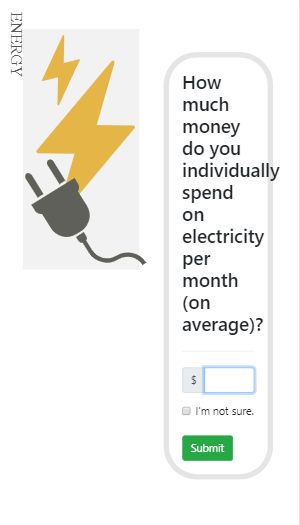 ENERGY
How
much
money
do you
individually
spend
on
electricity
per
month
(on
average)?
$
I'm not sure.
Submit